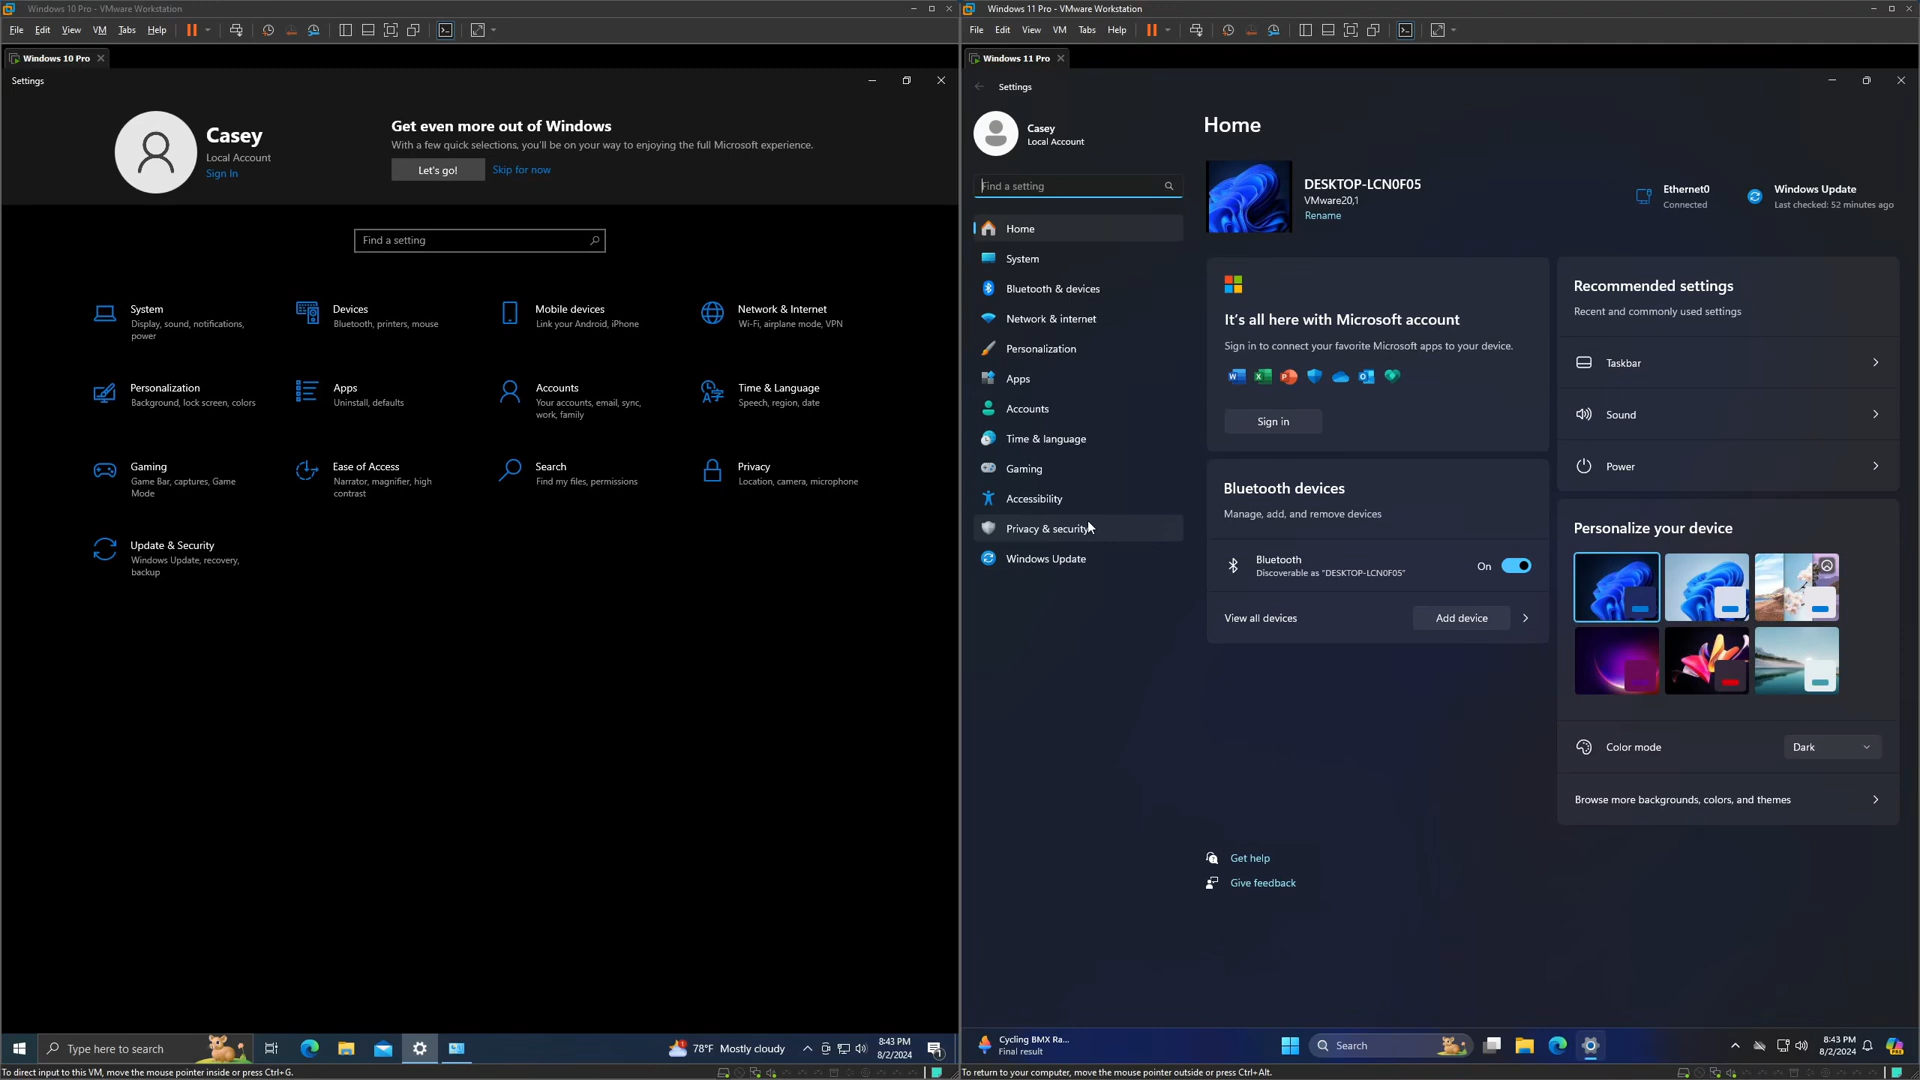 Windows 10 Pro - VMware Workstation
File Edit View VM Tabs Help
Windows 10 Pro
Settings
Casey
Local Account
Sign In
Get even more out of Windows
With a few quick selections, you'll be on your way to enjoying the full Microsoft experience.
Let's go!
Skip for now
Find a setting
System
Display, sound, notifications,
power
Devices
Bluetooth, printers, mouse
Mobile devices
Link your Android, iPhone
Network & Internet
Wi-Fi, airplane mode, VPN
Personalization
Background, lock screen, colors
Apps
Uninstall, defaults
Accounts
Your accounts, email, sync,
work, family
Time & Language
Speech, region, date
Gaming
Game Bar, captures, Game
Mode
Ease of Access
Narrator, magnifier, high
contrast
Search
Find my files, permissions
Privacy
Location, camera, microphone
Update & Security
Windows Update, recovery,
backup
Type here to search
78°F Mostly cloudy
8:43 PM
8/2/2024
1
To direct input to this VM, move the mouse pointer inside or press Ctrl+G.
Windows 11 Pro - VMware Workstation
File Edit View VM Tabs Help
Windows 11 Pro
Settings
Casey
Local Account
Find a setting
Home
System
Bluetooth & devices
Network & internet
Personalization
Apps
Accounts
Time & language
Gaming
Accessibility
Privacy & security
Windows Update
Home
DESKTOP-LCN0F05
VMware20,1
Rename
Ethernet0
Connected
Windows Update
Last checked: 52 minutes ago
It's all here with Microsoft account
Sign in to connect your favorite Microsoft apps to your device.
Sign in
Bluetooth devices
Manage, add, and remove devices
Bluetooth
Discoverable as "DESKTOP-LCN0F05"
On
View all devices
Add device
Recommended settings
Recent and commonly used settings
Taskbar
Sound
Power
Personalize your device
Color mode
Dark
Browse more backgrounds, colors, and themes
Get help
Give feedback
Cycling BMX Ra...
Final result
Search
8:43 PM
8/2/2024
To return to your computer, move the mouse pointer outside or press Ctrl+Alt.